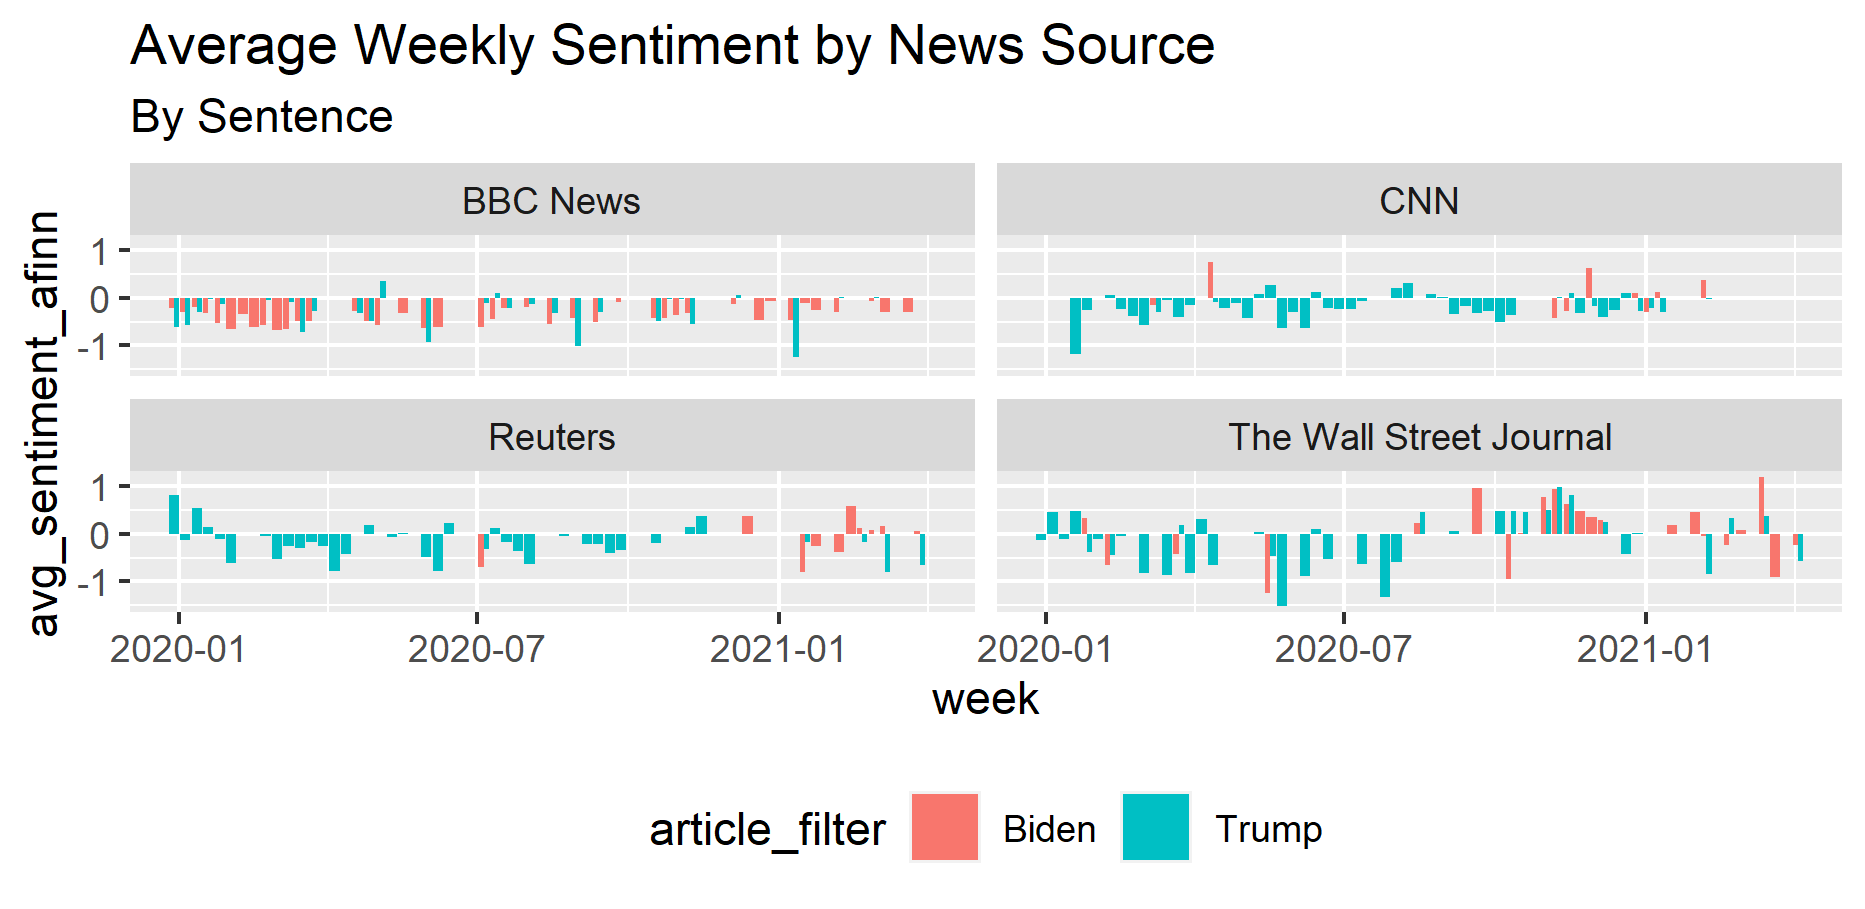 Average Weekly Sentiment by News Source
By Sentence
BBC News
CNN
1
0
-1
Reuters
The Wall Street Journal
1
0
-1
avg_sentiment_afinn
2020-01
2020-07
2021-01
2020-01
2020-07
2021-01
week
article_filter
Biden
Trump